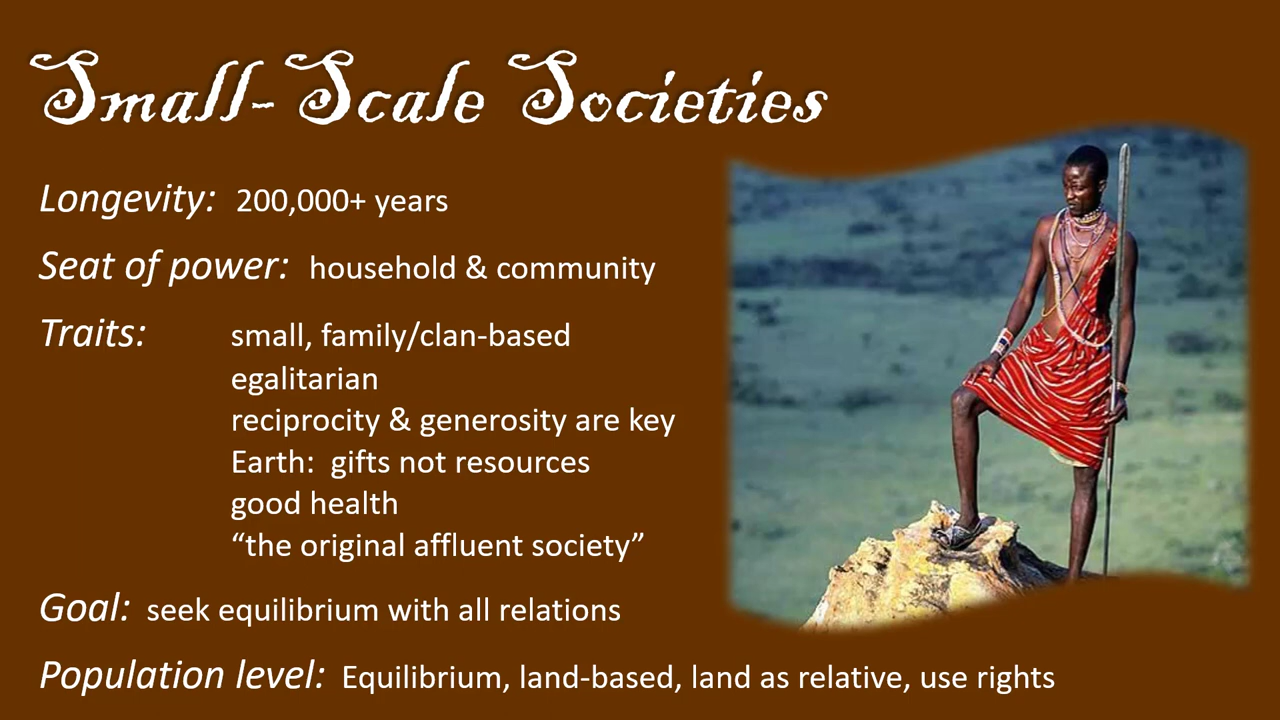 Small-Scale Societies
Longevity: 200,000+ years
Seat of power: household & community
Traits: small, family/clan-based
egalitarian
reciprocity & generosity are key
Earth: gifts not resources
good health
“the original affluent society”
Goal: seek equilibrium with all relations
Population level: Equilibrium, land-based, land as relative, use rights